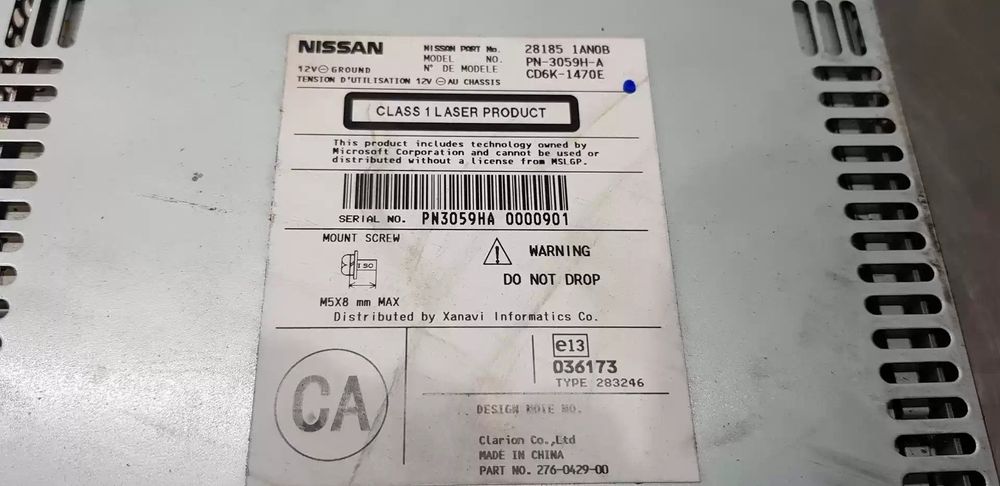 NISSAN
NISSAN PART No. 28185 1AN0B
MODEL NO. PN-3059H-A
N° DE MODELE CD6K-1470E
12V⊖GROUND
TENSION D'UTILISATION 12V ⊖ AU CHASSIS
CLASS 1 LASER PRODUCT
This product includes technology owned by
Microsoft Corporation and cannot be used or
distributed without a license from MSLGP.
SERIAL NO. PN3059HA 0000901
MOUNT SCREW
ISO
M5X8 mm MAX
WARNING
DO NOT DROP
Distributed by Xanavi Informatics Co.
CA
e13
036173
TYPE 283246
DESIGN NOTE NO.
Clarion Co.,Ltd
MADE IN CHINA
PART NO. 276-0429-00